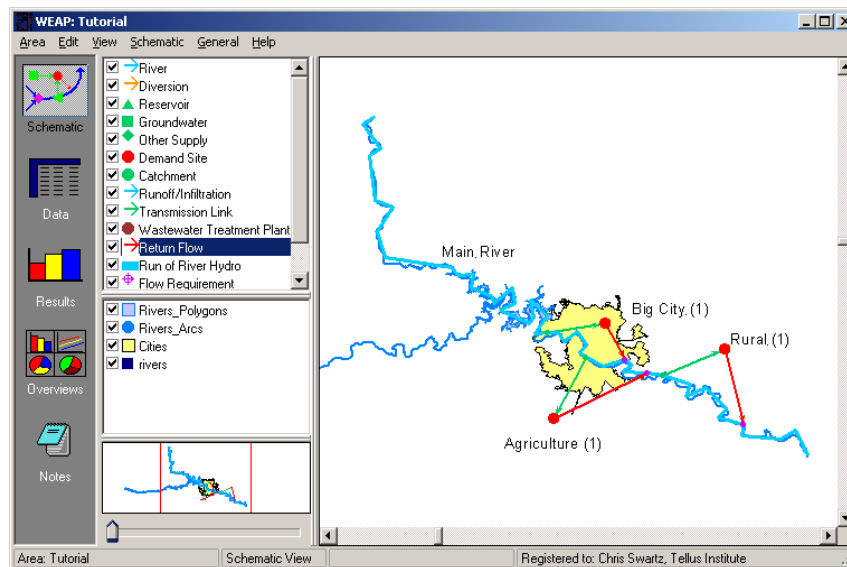 WEAP: Tutorial
Area Edit View Schematic General Help
Schematic
Data
Results
Overviews
Notes
River
Diversion
Reservoir
Groundwater
Other Supply
Demand Site
Catchment
Runoff/Infiltration
Transmission Link
Wastewater Treatment Plant
Return Flow
Run of River Hydro
Flow Requirement
Rivers_Polygons
Rivers_Arcs
Cities
rivers
Main River
Big City (1)
Rural (1)
Agriculture (1)
Area: Tutorial Schematic View Registered to: Chris Swartz, Tellus Institute